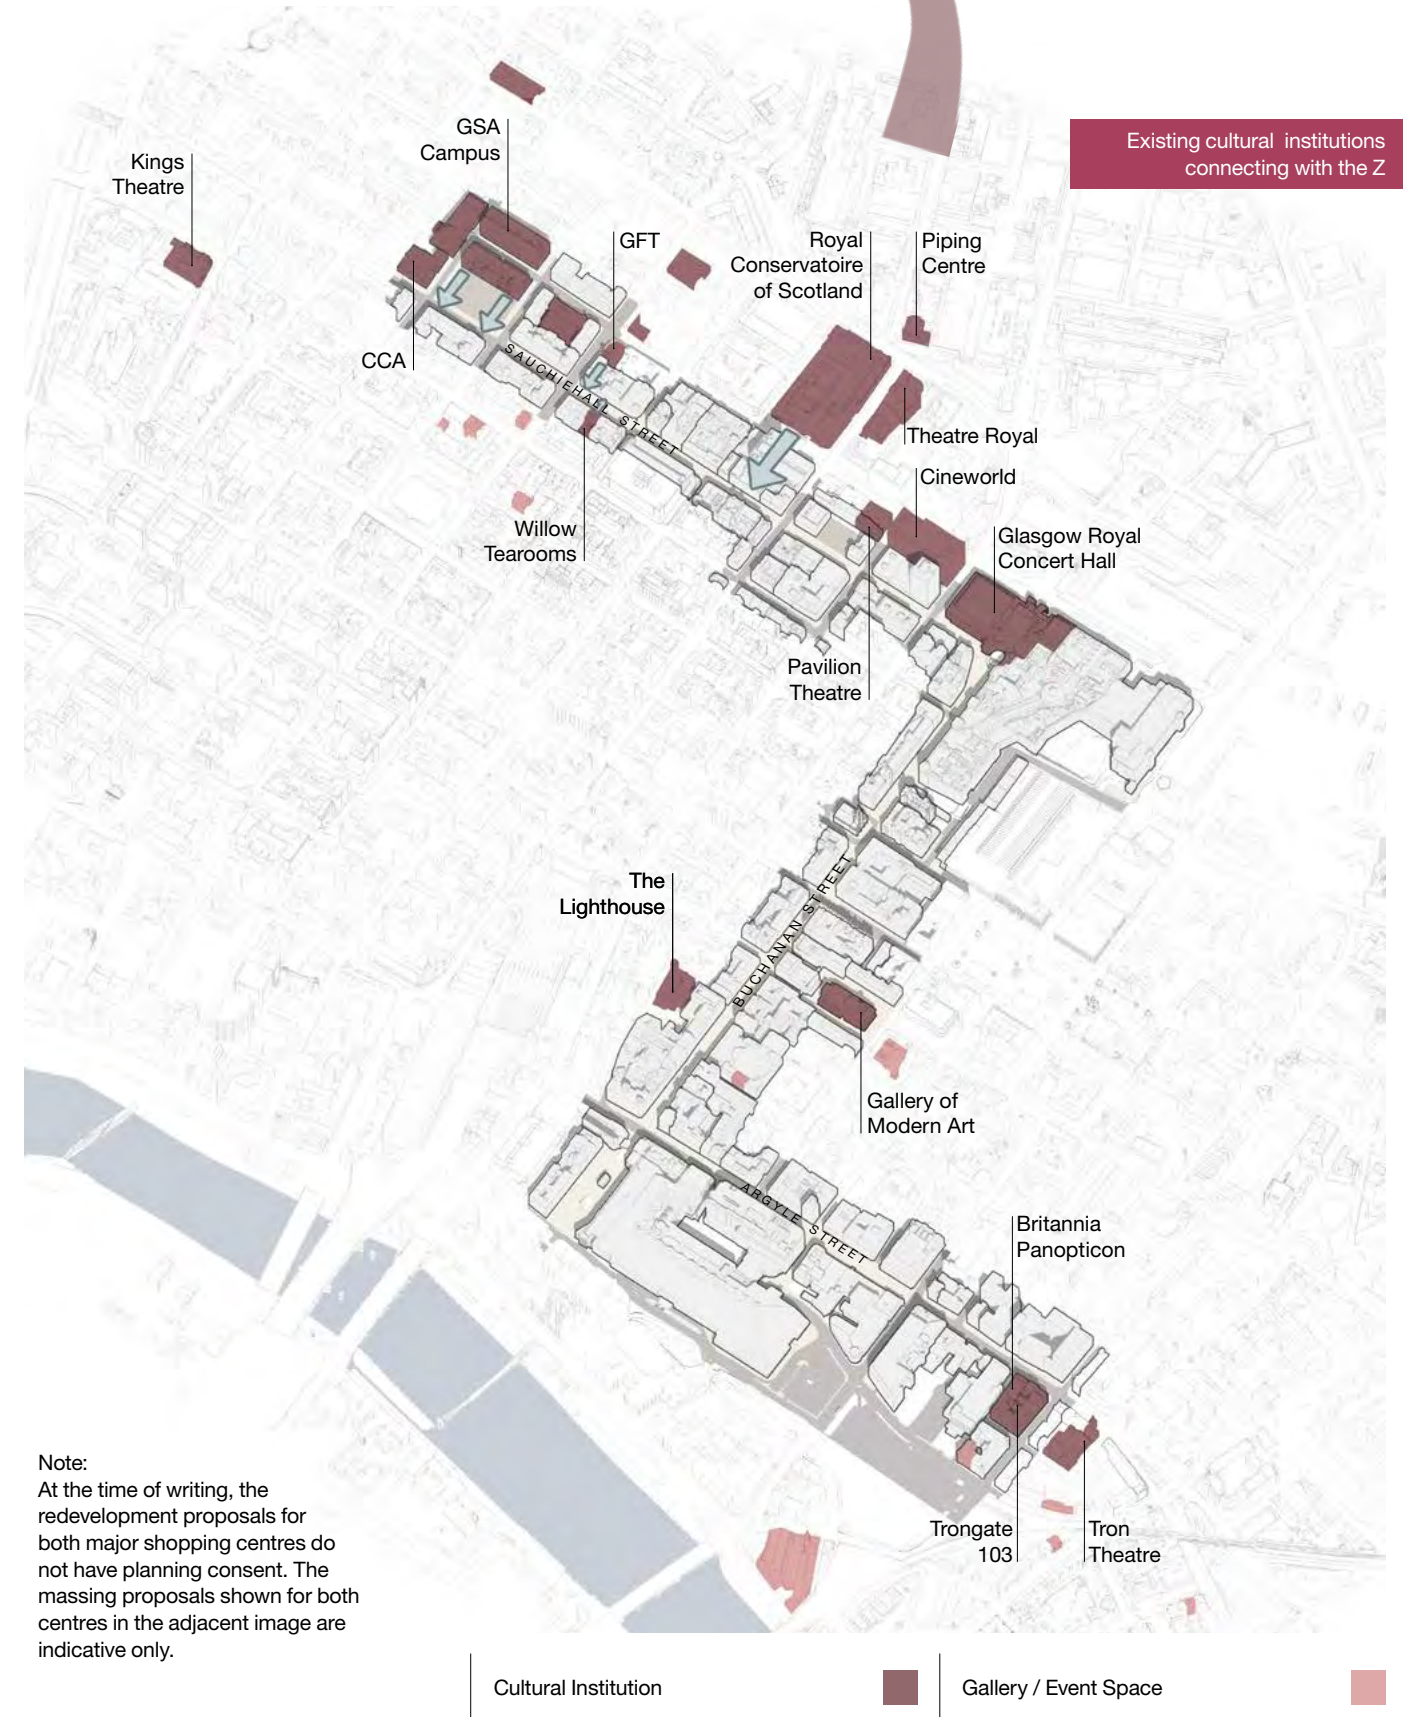 Existing cultural institutions
connecting with the Z
GSA
Campus
Kings
Theatre
GFT
Royal
Conservatoire
of Scotland
Piping
Centre
CCA
SAUCHIEHALL STREET
Theatre Royal
Cineworld
Willow
Tearooms
Glasgow Royal
Concert Hall
Pavilion
Theatre
The
Lighthouse
BUCHANAN STREET
Gallery of
Modern Art
ARGYLE STREET
Britannia
Panopticon
Trongate
103
Tron
Theatre
Note:
At the time of writing, the
redevelopment proposals for
both major shopping centres do
not have planning consent. The
massing proposals shown for both
centres in the adjacent image are
indicative only.
Cultural Institution
Gallery / Event Space